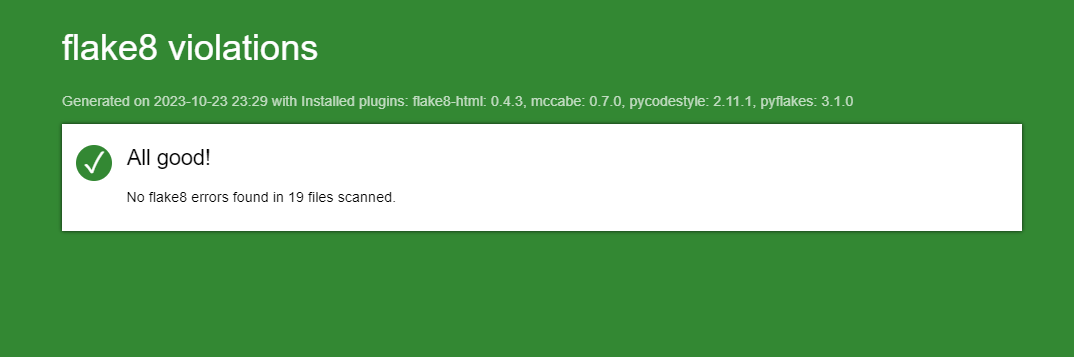 flake8 violations
Generated on 2023-10-23 23:29 with Installed plugins: flake8-html: 0.4.3, mccabe: 0.7.0, pycodestyle: 2.11.1, pyflakes: 3.1.0
All good!
No flake8 errors found in 19 files scanned.